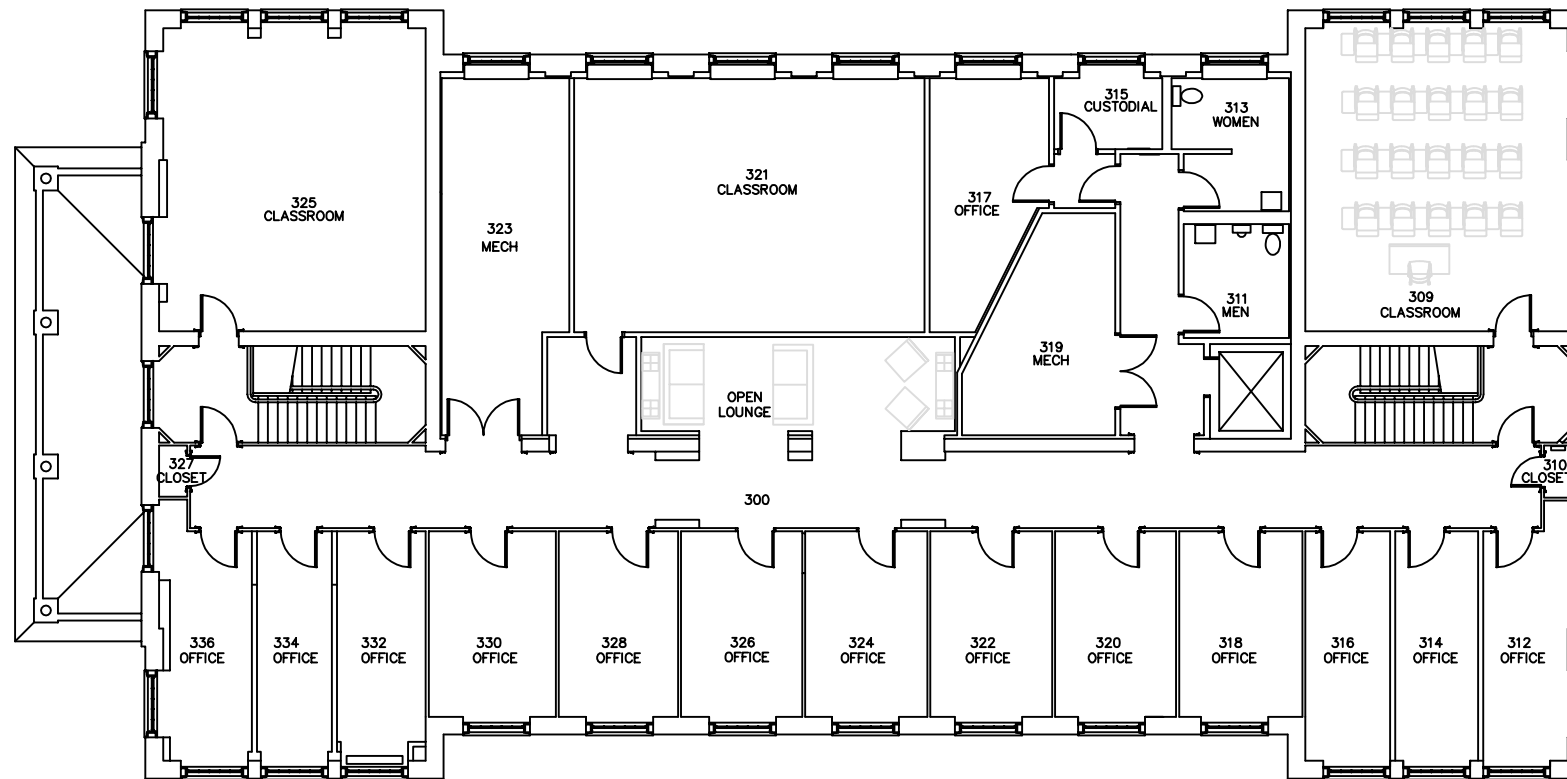 315
CUSTODIAL
313
WOMEN
321
CLASSROOM
325
CLASSROOM
317
OFFICE
323
MECH
311
MEN
309
CLASSROOM
319
MECH
OPEN
LOUNGE
327
CLOSET
310
CLOSET
300
336
OFFICE
334
OFFICE
332
OFFICE
330
OFFICE
328
OFFICE
326
OFFICE
324
OFFICE
322
OFFICE
320
OFFICE
318
OFFICE
316
OFFICE
314
OFFICE
312
OFFICE